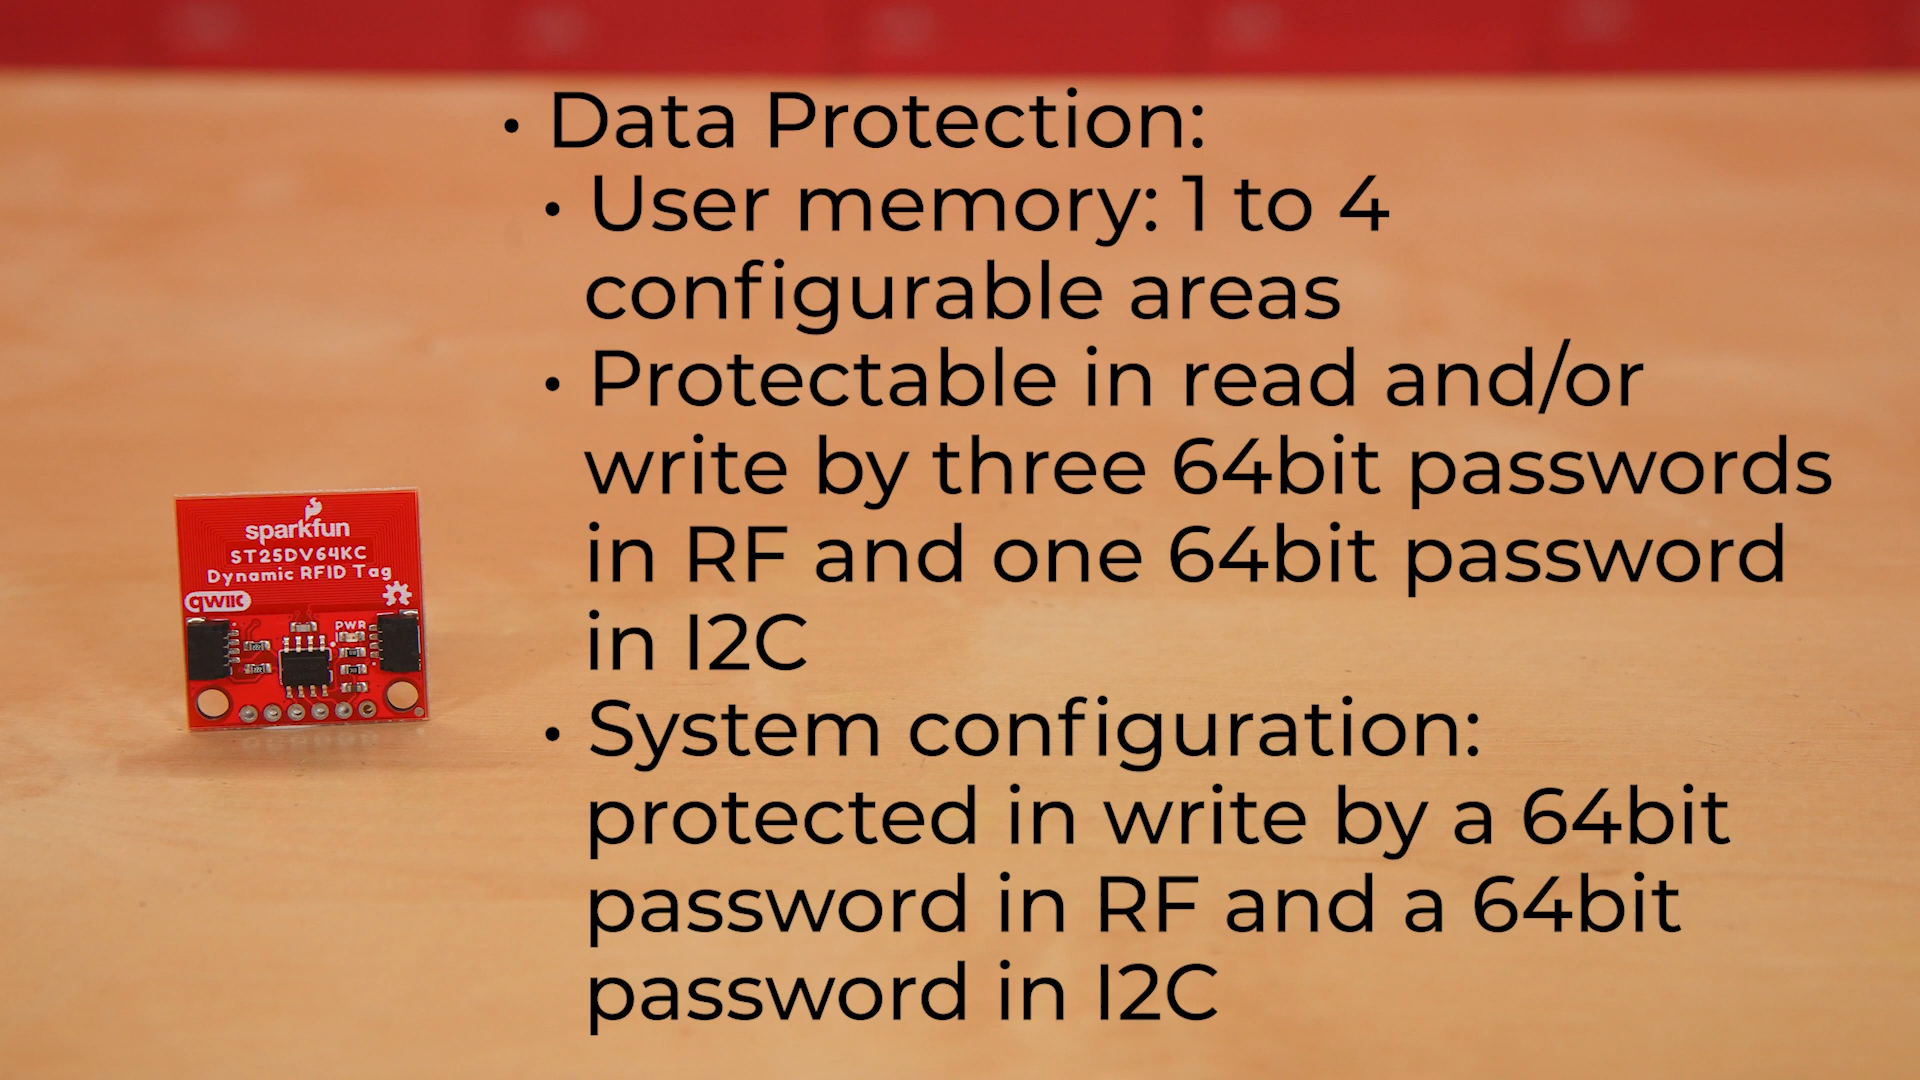 • Data Protection:
• User memory: 1 to 4
configurable areas
• Protectable in read and/or
write by three 64bit passwords
in RF and one 64bit password
in I2C
• System configuration:
protected in write by a 64bit
password in RF and a 64bit
password in I2C
sparkfun
ST25DV64KC
Dynamic RFID Tag
qwiic
PWR